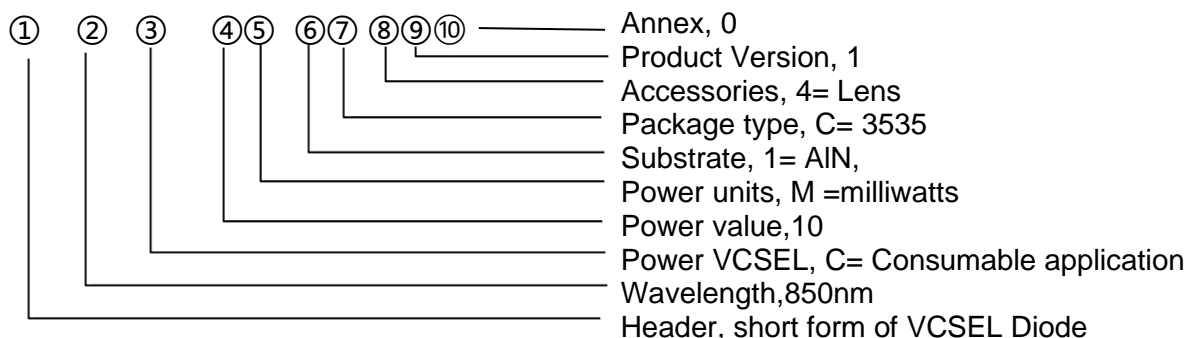 ① ② ③ ④⑤ ⑥⑦ ⑧⑨⑩
Annex, 0
Product Version, 1
Accessories, 4= Lens
Package type, C= 3535
Substrate, 1= AlN,
Power units, M =milliwatts
Power value,10
Power VCSEL, C= Consumable application
Wavelength,850nm
Header, short form of VCSEL Diode